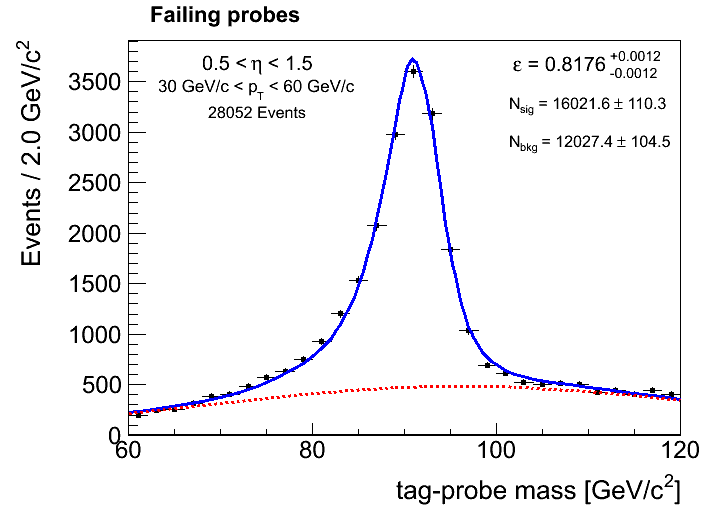 Failing probes
0.5 < η < 1.5
30 GeV/c < p_T < 60 GeV/c
28052 Events
ε = 0.8176 +0.0012 -0.0012
N_sig = 16021.6 ± 110.3
N_bkg = 12027.4 ± 104.5
Events / 2.0 GeV/c²
3500
3000
2500
2000
1500
1000
500
0
60 80 100 120
tag-probe mass [GeV/c²]